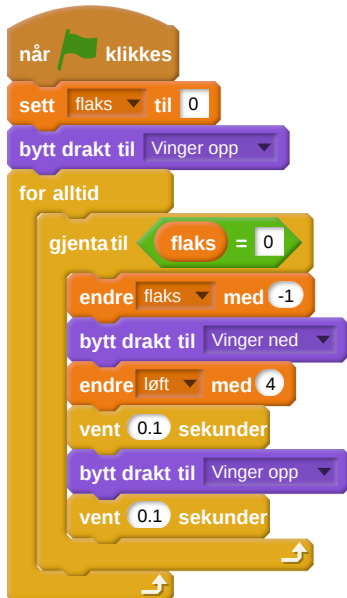 når klikkes
sett flaks til 0
bytt drakt til Vinger opp
for alltid
gjenta til flaks = 0
endre flaks med -1
bytt drakt til Vinger ned
endre løft med 4
vent 0.1 sekunder
bytt drakt til Vinger opp
vent 0.1 sekunder